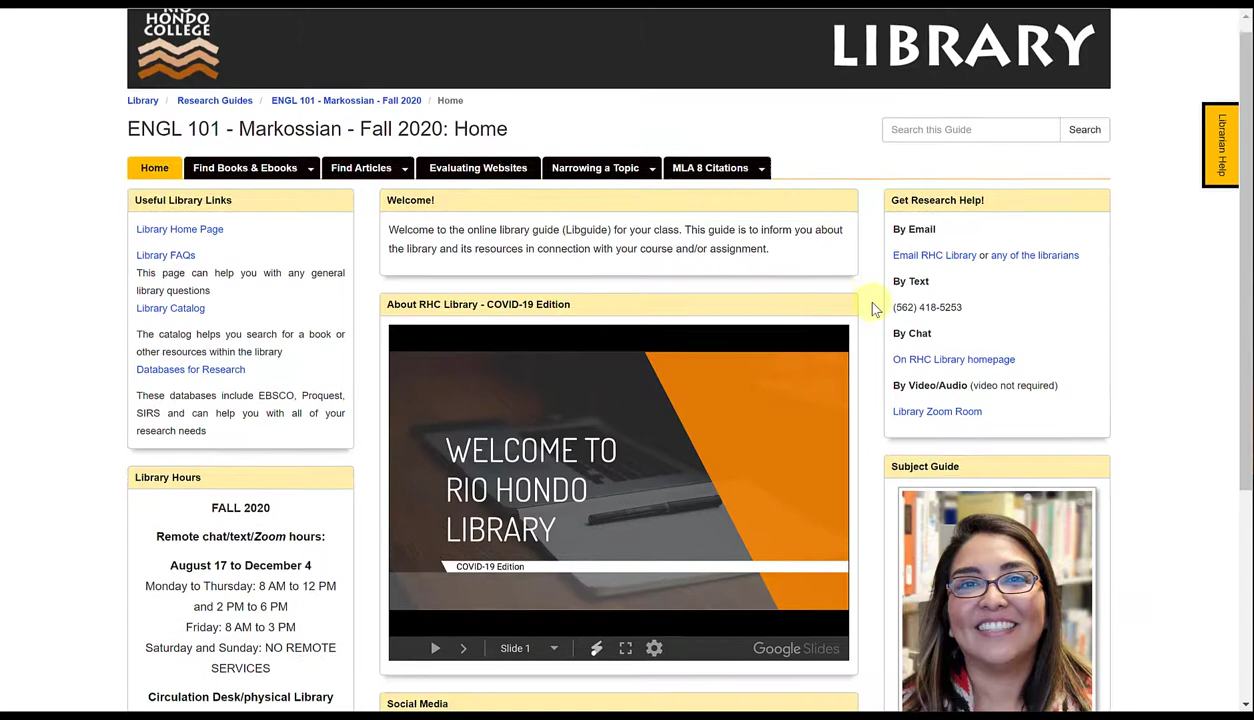 RIO
HONDO
COLLEGE
LIBRARY
Library / Research Guides / ENGL 101 - Markossian - Fall 2020 / Home
ENGL 101 - Markossian - Fall 2020: Home
Search this Guide
Search
Librarian Help
Home
Find Books & Ebooks
Find Articles
Evaluating Websites
Narrowing a Topic
MLA 8 Citations
Useful Library Links
Library Home Page
Library FAQs
This page can help you with any general
library questions
Library Catalog
The catalog helps you search for a book or
other resources within the library
Databases for Research
These databases include EBSCO, Proquest,
SIRS and can help you with all of your
research needs
Library Hours
FALL 2020
Remote chat/text/Zoom hours:
August 17 to December 4
Monday to Thursday: 8 AM to 12 PM
and 2 PM to 6 PM
Friday: 8 AM to 3 PM
Saturday and Sunday: NO REMOTE
SERVICES
Circulation Desk/physical Library
Welcome!
Welcome to the online library guide (Libguide) for your class. This guide is to inform you about
the library and its resources in connection with your course and/or assignment.
About RHC Library - COVID-19 Edition
WELCOME TO
RIO HONDO
LIBRARY
COVID-19 Edition
Slide 1
Google Slides
Social Media
Get Research Help!
By Email
Email RHC Library or any of the librarians
By Text
(562) 418-5253
By Chat
On RHC Library homepage
By Video/Audio (video not required)
Library Zoom Room
Subject Guide